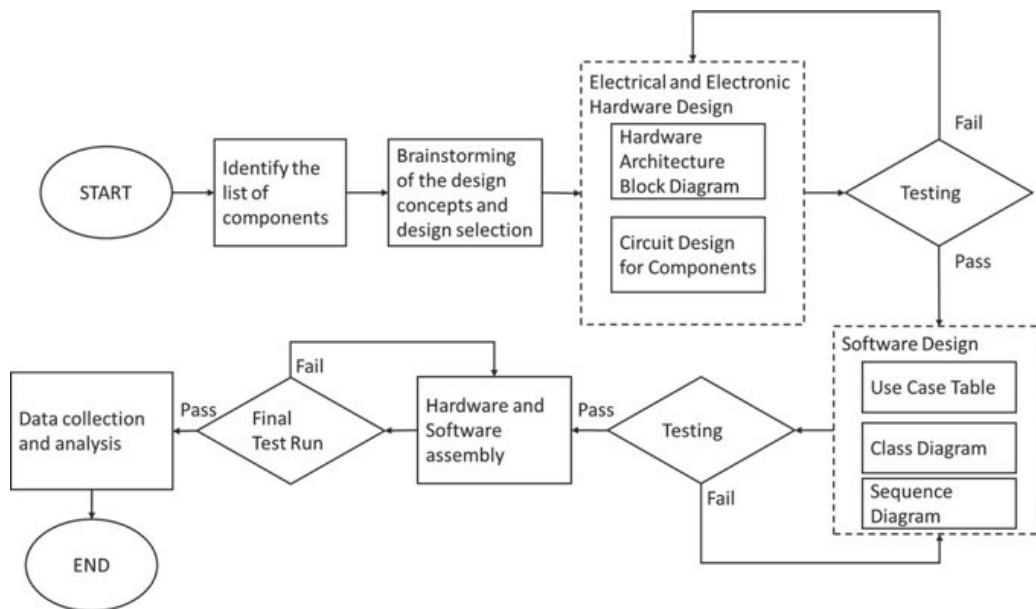 START
Identify the
list of
components
Brainstorming
of the design
concepts and
design selection
Electrical and Electronic
Hardware Design
Hardware
Architecture
Block Diagram
Circuit Design
for Components
Fail
Testing
Pass
Software Design
Use Case Table
Class Diagram
Sequence
Diagram
Testing
Pass
Fail
Hardware and
Software
assembly
Fail
Final
Test Run
Pass
Data collection
and analysis
END